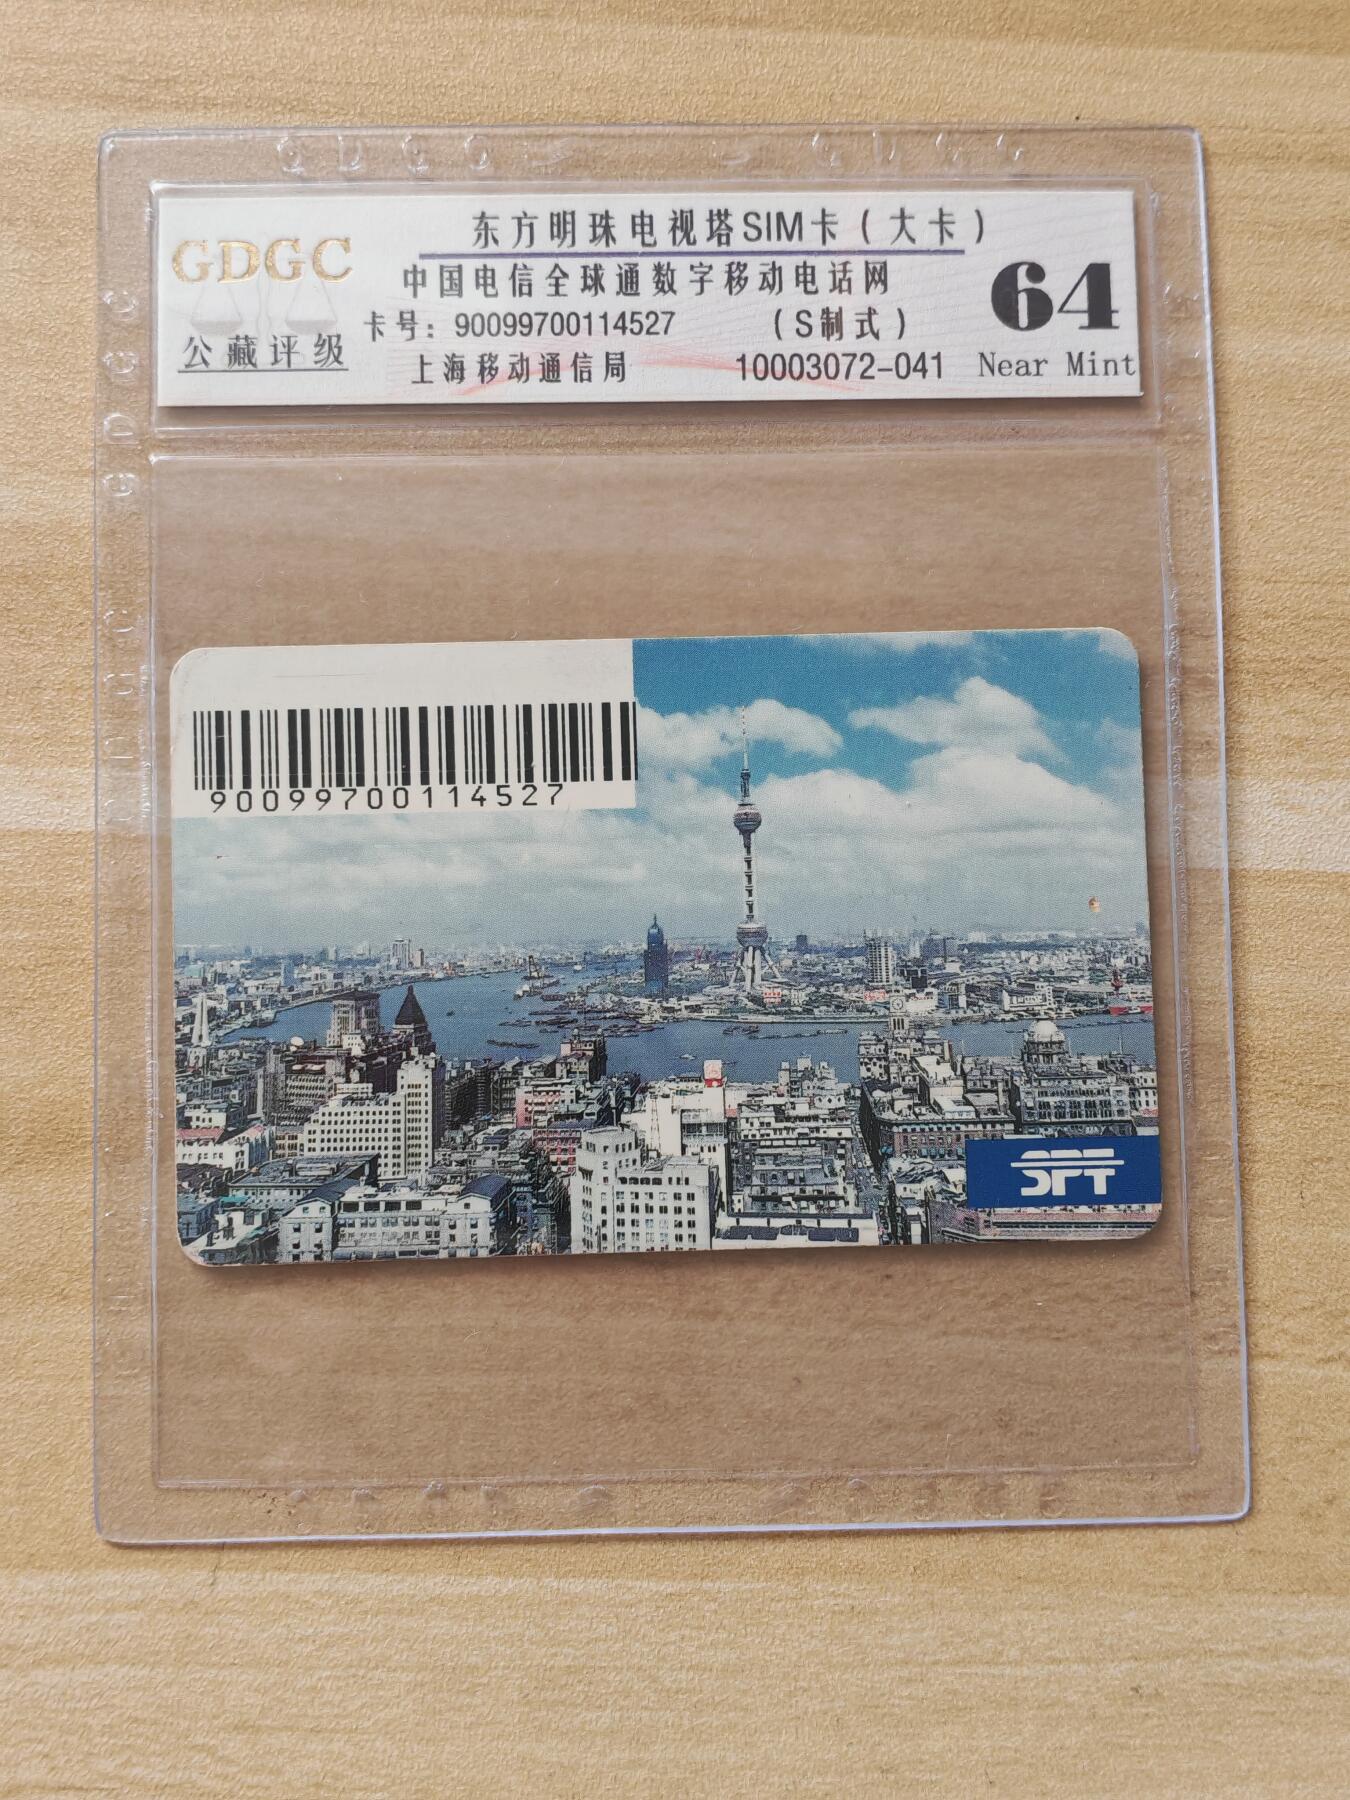 GDGC
公藏评级
东方明珠电视塔SIM卡（大卡）
中国电信全球通数字移动电话网
卡号：90099700114527 （S制式）
上海移动通信局 10003072-041
64
Near Mint
90099700114527
SPT